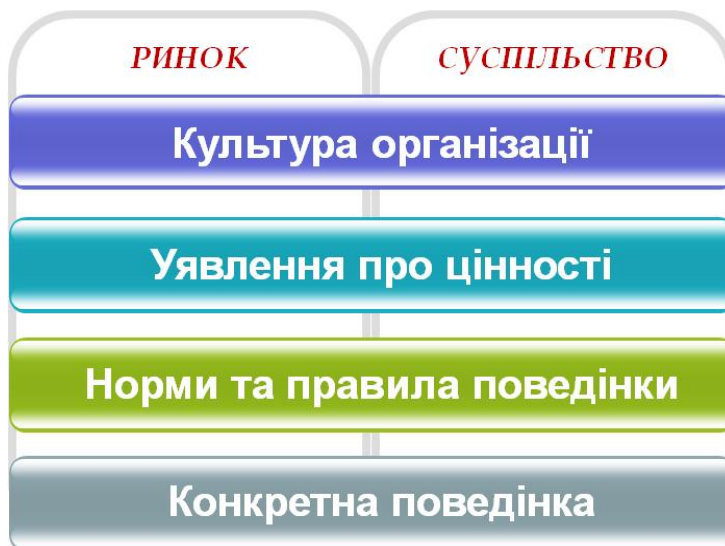 РИНОК
СУСПІЛЬСТВО
Культура організації
Уявлення про цінності
Норми та правила поведінки
Конкретна поведінка